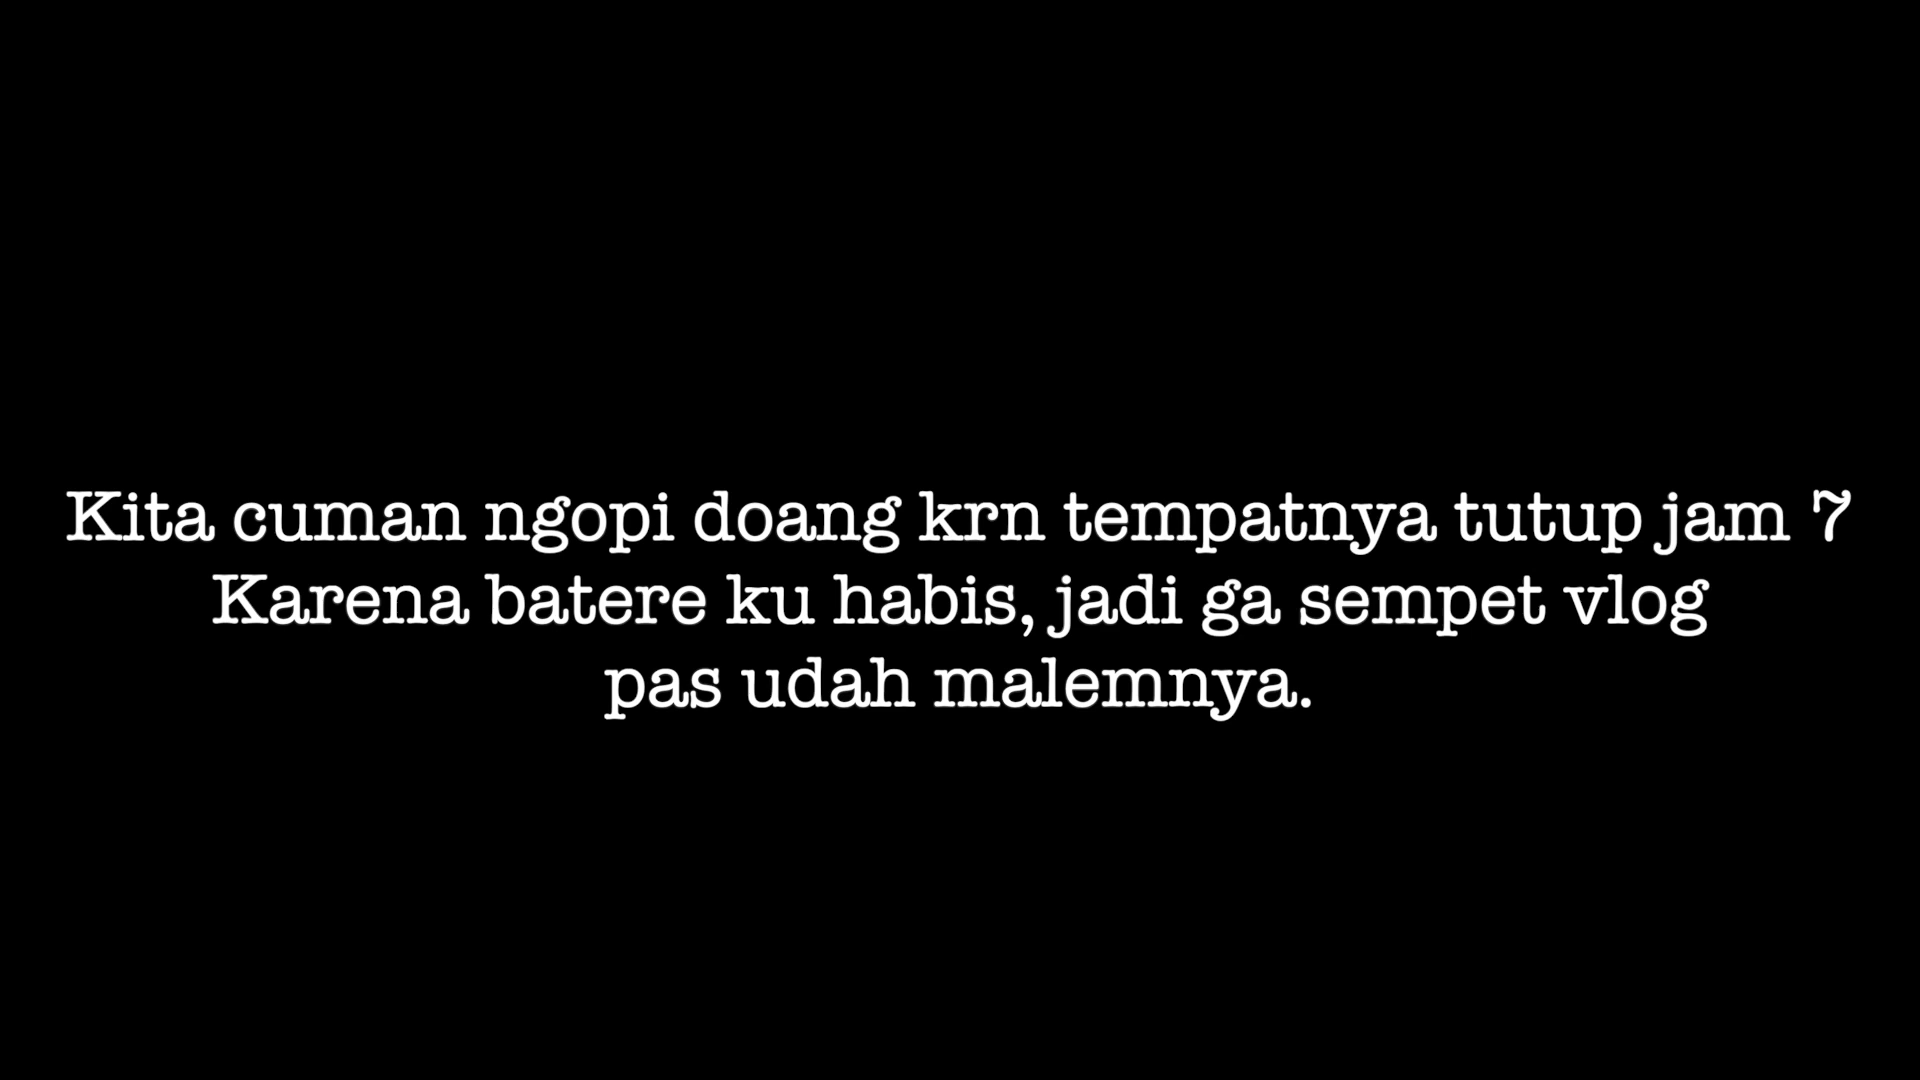 Kita cuman ngopi doang krn tempatnya tutup jam 7
Karena batere ku habis, jadi ga sempet vlog
pas udah malemnya.